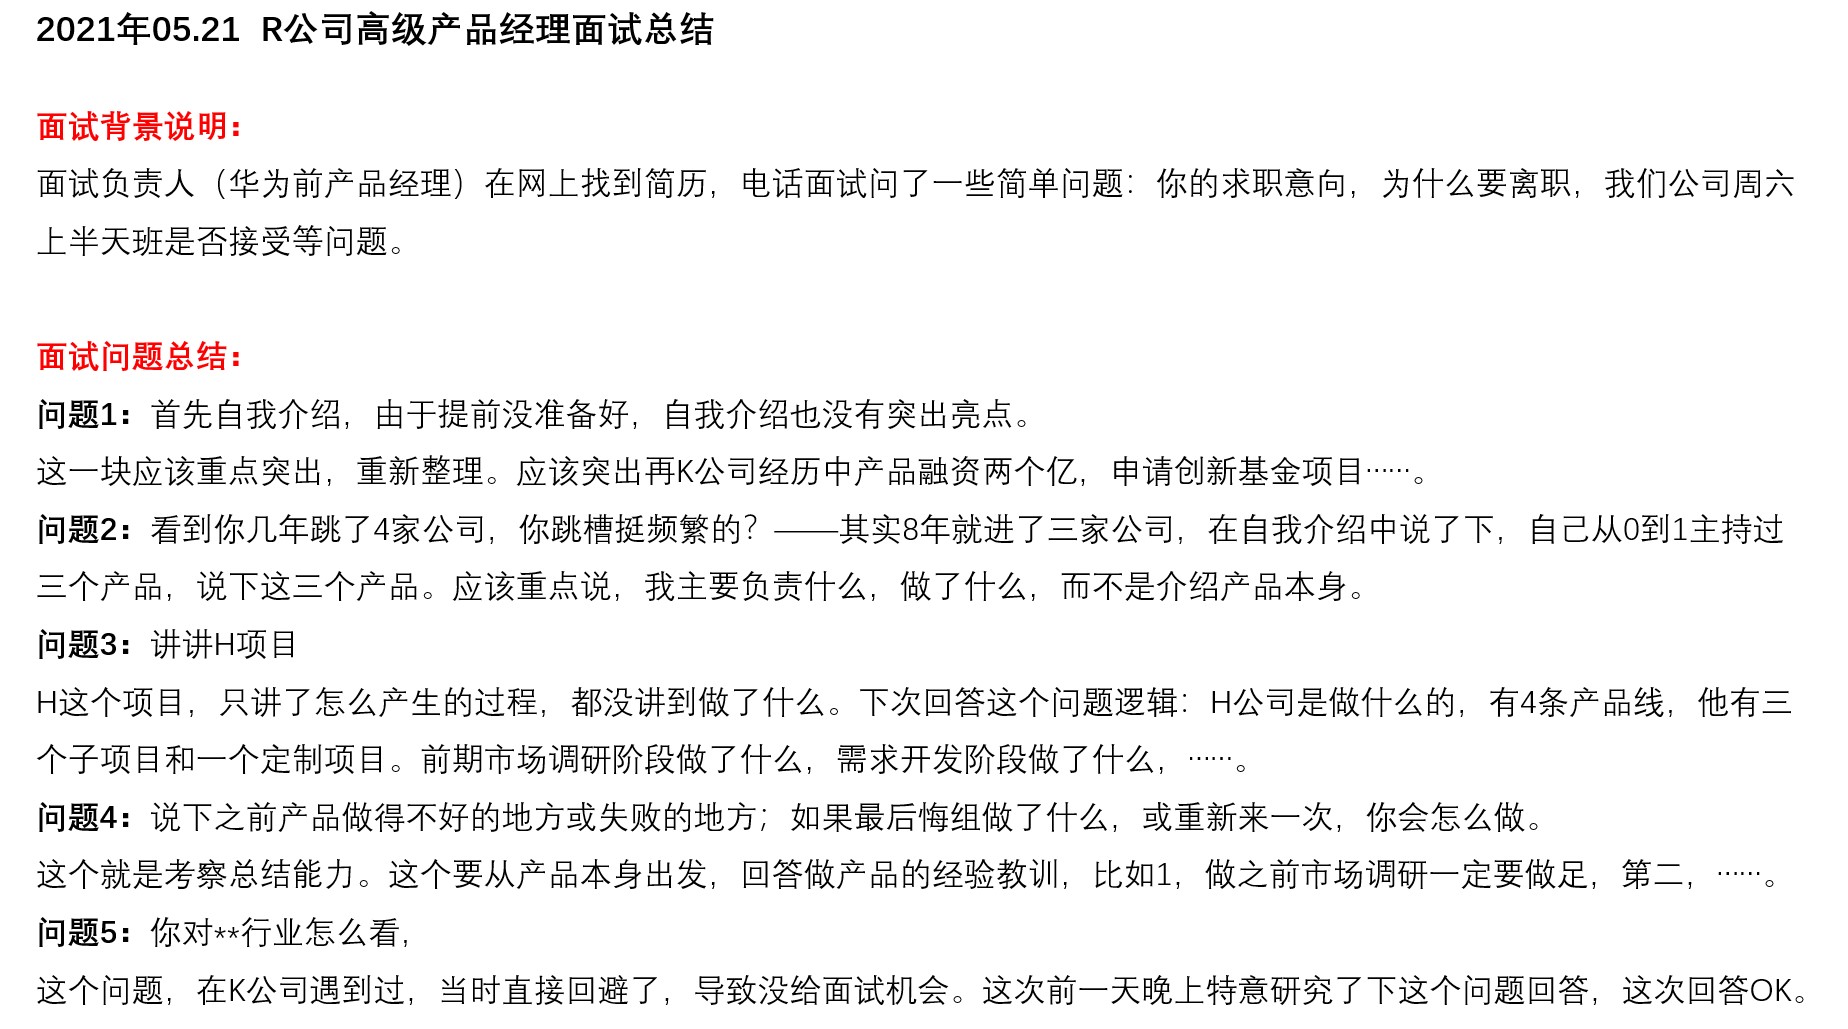 2021年05.21 R公司高级产品经理面试总结
面试背景说明：
面试负责人（华为前产品经理）在网上找到简历，电话面试问了一些简单问题：你的求职意向，为什么要离职，我们公司周六
上半天班是否接受等问题。
面试问题总结：
问题1：首先自我介绍，由于提前没准备好，自我介绍也没有突出亮点。
这一块应该重点突出，重新整理。应该突出再K公司经历中产品融资两个亿，申请创新基金项目……。
问题2：看到你几年跳了4家公司，你跳槽挺频繁的？——其实8年就进了三家公司，在自我介绍中说了下，自己从0到1主持过
三个产品，说下这三个产品。应该重点说，我主要负责什么，做了什么，而不是介绍产品本身。
问题3：讲讲H项目
H这个项目，只讲了怎么产生的过程，都没讲到做了什么。下次回答这个问题逻辑：H公司是做什么的，有4条产品线，他有三
个子项目和一个定制项目。前期市场调研阶段做了什么，需求开发阶段做了什么，……。
问题4：说下之前产品做得不好的地方或失败的地方；如果最后悔组做了什么，或重新来一次，你会怎么做。
这个就是考察总结能力。这个要从产品本身出发，回答做产品的经验教训，比如1，做之前市场调研一定要做足，第二，……。
问题5：你对**行业怎么看，
这个问题，在K公司遇到过，当时直接回避了，导致没给面试机会。这次前一天晚上特意研究了下这个问题回答，这次回答OK。